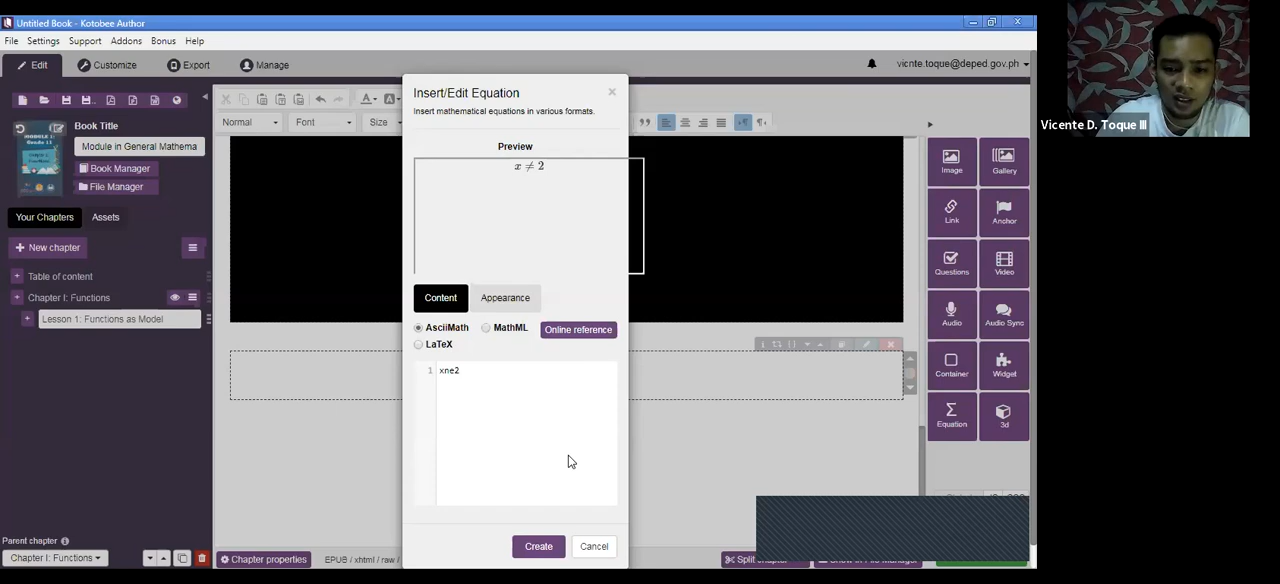 Untitled Book - Kotobee Author
File Settings Support Addons Bonus Help
Edit Customize Export Manage
vicnte.toque@deped.gov.ph
Book Title
Module in General Mathema
Book Manager
File Manager
Your Chapters Assets
New chapter
Table of content
Chapter I: Functions
Lesson 1: Functions as Model
Parent chapter
Chapter I: Functions
Normal Font Size
Insert/Edit Equation
Insert mathematical equations in various formats.
Preview
x ≠ 2
Content Appearance
AsciiMath MathML Online reference
LaTeX
1 xne2
Create Cancel
Chapter properties EPUB / xhtml / raw /
Image Gallery
Link Anchor
Questions Video
Audio Audio Sync
Container Widget
Equation 3d
Vicente D. Toque III